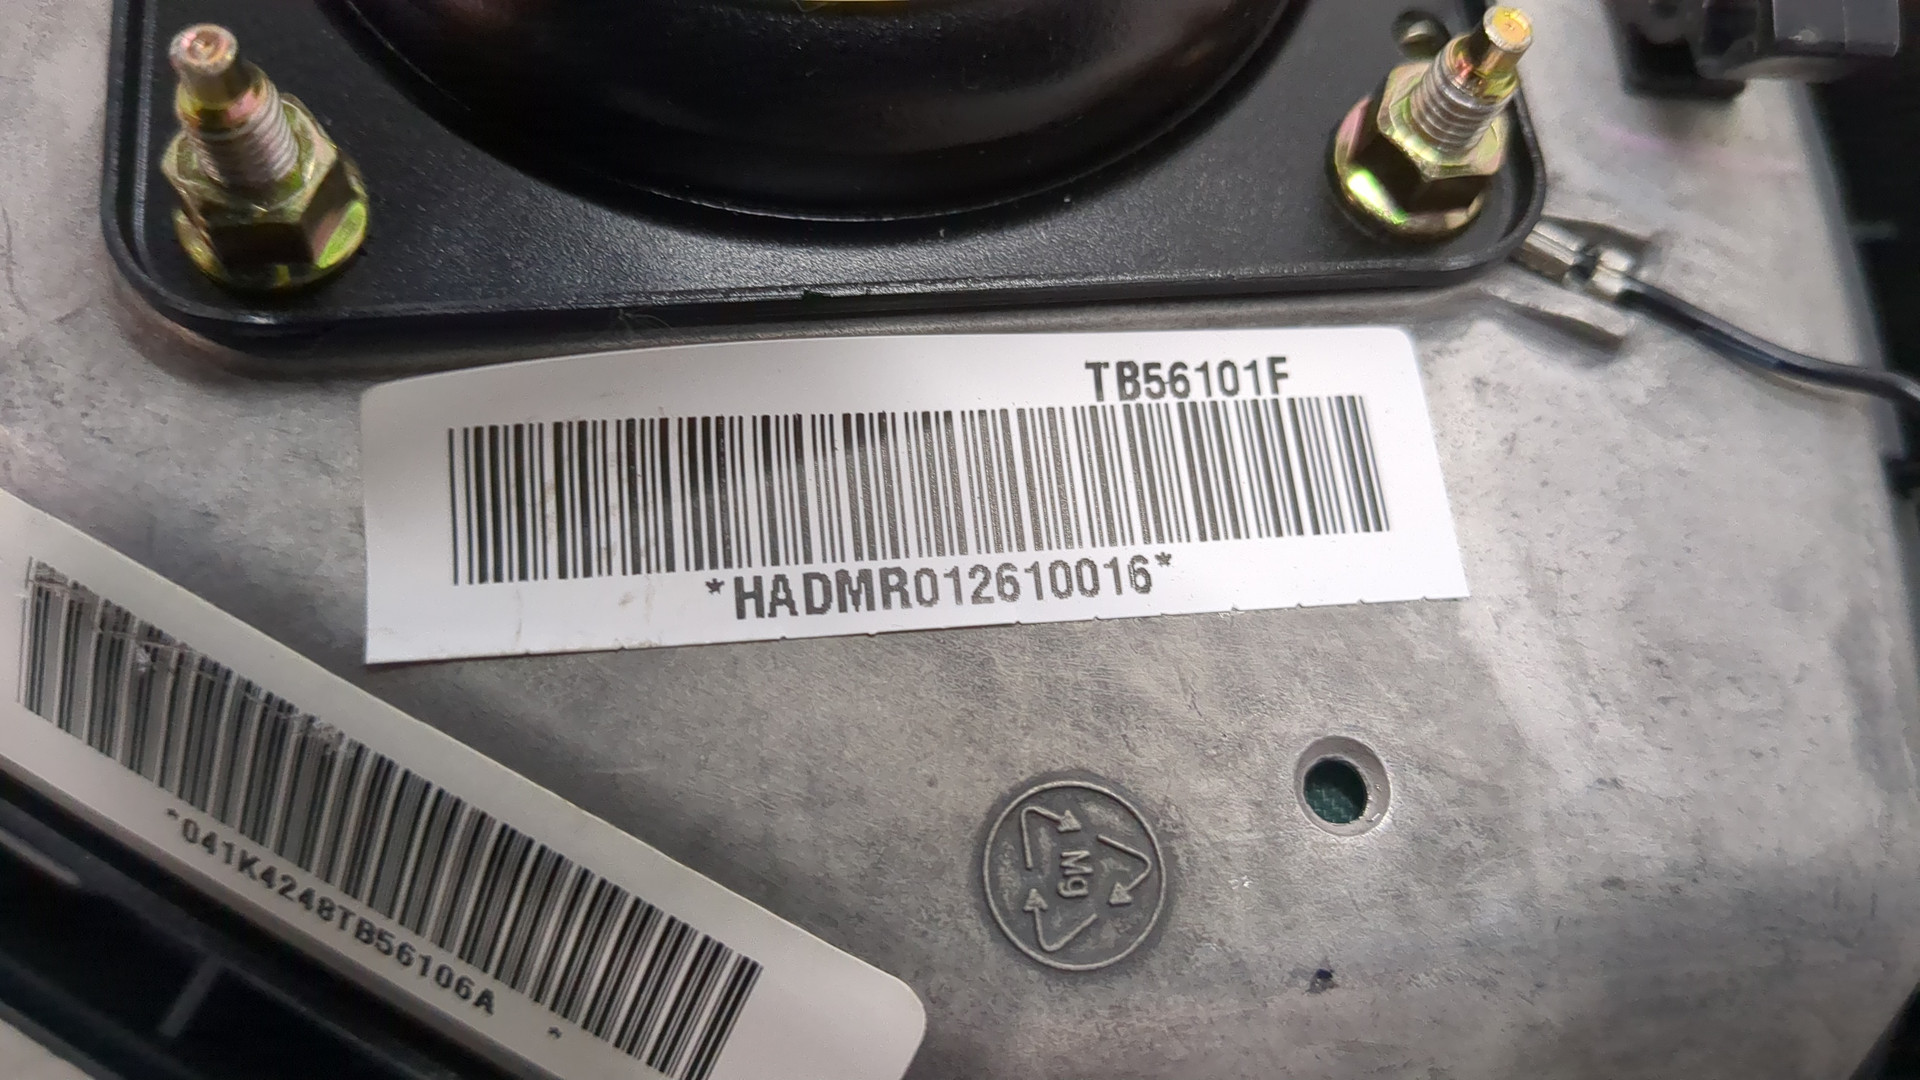 TB56101F
*HADMR012610016*
*041K4248TB56106A *
Mg